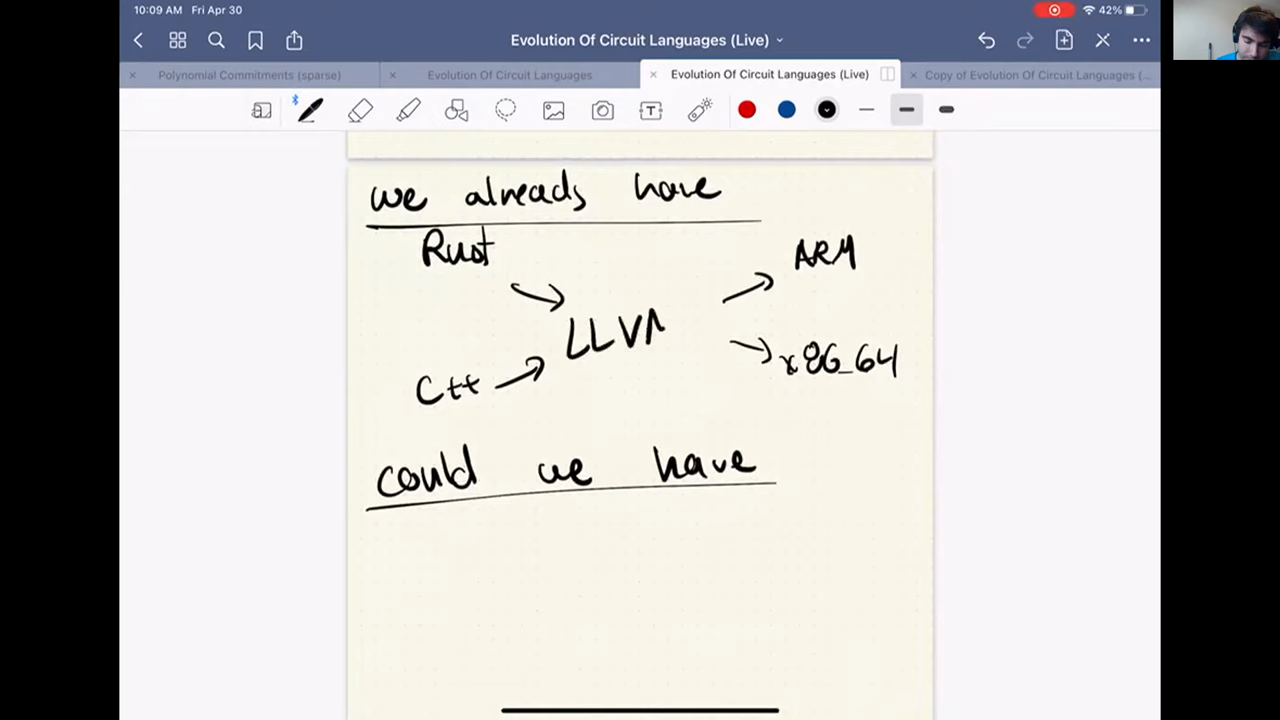 10:09 AM Fri Apr 30
42%
Evolution Of Circuit Languages (Live)
Polynomial Commitments (sparse)
Evolution Of Circuit Languages
Evolution Of Circuit Languages (Live)
Copy of Evolution Of Circuit Languages (...
we already have
Rust
ARM
LLVM
x86_64
C++
could we have